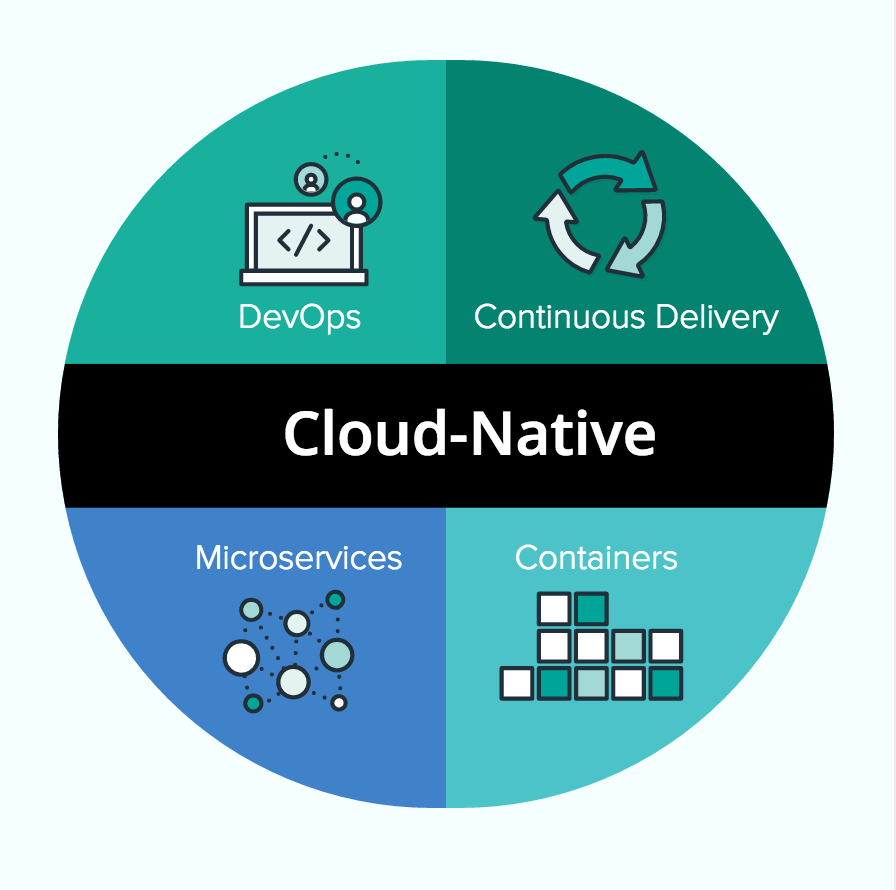 DevOps
Continuous Delivery
Cloud-Native
Microservices
Containers